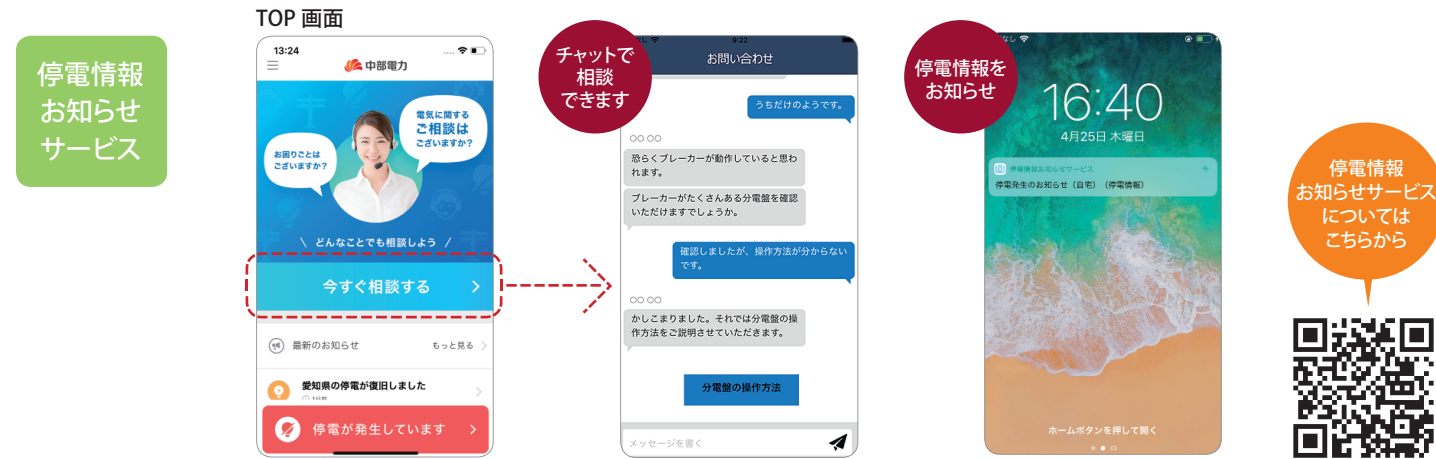 停電情報
お知らせ
サービス
TOP 画面
13:24
中部電力
電気に関する
ご相談は
ございますか？
お困りごとは
ございますか？
\ どんなことでも相談しよう /
今すぐ相談する
最新のお知らせ
もっと見る
愛知県の停電が復旧しました
停電が発生しています
チャットで
相談
できます
9:22
お問い合わせ
うちだけのようです。
○○ ○○
恐らくブレーカーが動作していると思わ
れます。
ブレーカーがたくさんある分電盤を確認
いただけますでしょうか。
確認しましたが、操作方法が分からない
です。
○○ ○○
かしこまりました。それでは分電盤の操
作方法をご説明させていただきます。
分電盤の操作方法
メッセージを書く
停電情報を
お知らせ
16:40
4月25日 木曜日
停電情報お知らせサービス
停電発生のお知らせ（自宅）（停電情報）
ホームボタンを押して開く
停電情報
お知らせサービス
については
こちらから